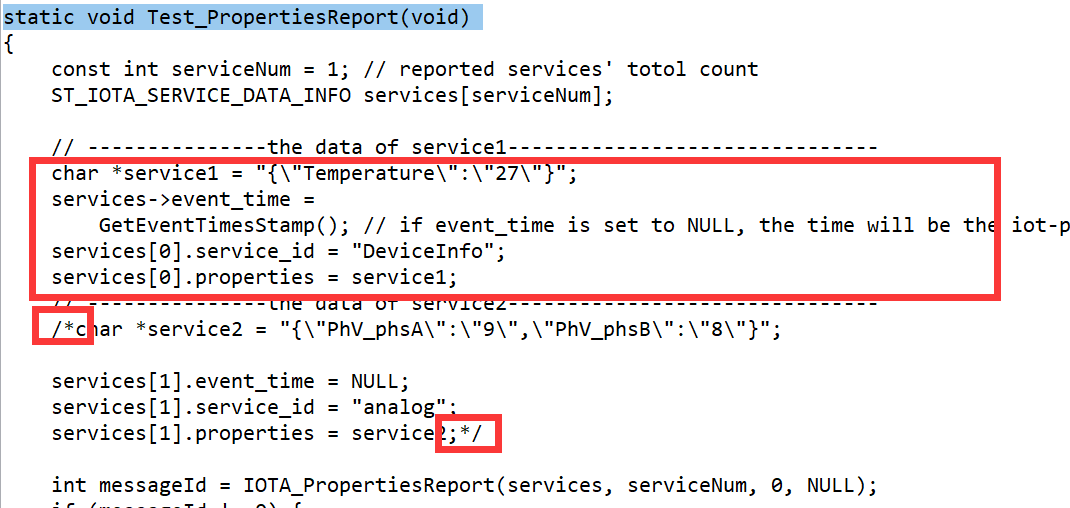 static void Test_PropertiesReport(void)
{
    const int serviceNum = 1; // reported services' totol count
    ST_IOTA_SERVICE_DATA_INFO services[serviceNum];

    // ---------------the data of service1-------------------------------
    char *service1 = "{\"Temperature\":\"27\"}";
    services->event_time =
        GetEventTimesStamp(); // if event_time is set to NULL, the time will be the iot-p
    services[0].service_id = "DeviceInfo";
    services[0].properties = service1;
    // ---------------the data of service2-------------------------------
    /*char *service2 = "{\"PhV_phsA\":\"9\",\"PhV_phsB\":\"8\"}";

    services[1].event_time = NULL;
    services[1].service_id = "analog";
    services[1].properties = service2;*/

    int messageId = IOTA_PropertiesReport(services, serviceNum, 0, NULL);